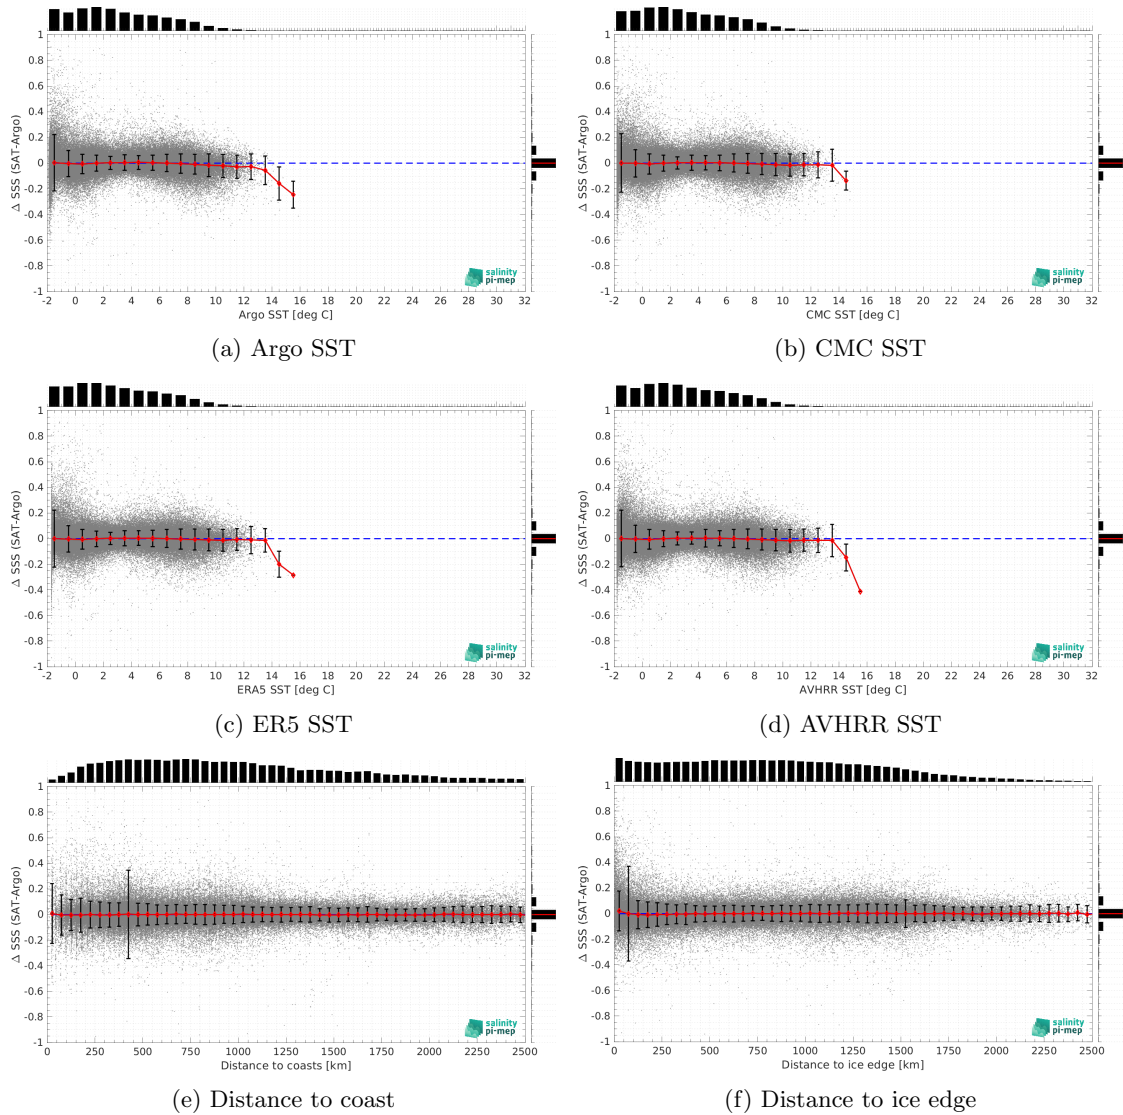 1
0.8
0.6
0.4
0.2
0
-0.2
-0.4
-0.6
-0.8
-1
Δ SSS (SAT-Argo)
salinity
pi-mep
-2 0 2 4 6 8 10 12 14 16 18 20 22 24 26 28 30 32
Argo SST [deg C]
(a) Argo SST
1
0.8
0.6
0.4
0.2
0
-0.2
-0.4
-0.6
-0.8
-1
Δ SSS (SAT-Argo)
salinity
pi-mep
-2 0 2 4 6 8 10 12 14 16 18 20 22 24 26 28 30 32
CMC SST [deg C]
(b) CMC SST
1
0.8
0.6
0.4
0.2
0
-0.2
-0.4
-0.6
-0.8
-1
Δ SSS (SAT-Argo)
salinity
pi-mep
-2 0 2 4 6 8 10 12 14 16 18 20 22 24 26 28 30 32
ERA5 SST [deg C]
(c) ER5 SST
1
0.8
0.6
0.4
0.2
0
-0.2
-0.4
-0.6
-0.8
-1
Δ SSS (SAT-Argo)
salinity
pi-mep
-2 0 2 4 6 8 10 12 14 16 18 20 22 24 26 28 30 32
AVHRR SST [deg C]
(d) AVHRR SST
1
0.8
0.6
0.4
0.2
0
-0.2
-0.4
-0.6
-0.8
-1
Δ SSS (SAT-Argo)
salinity
pi-mep
0 250 500 750 1000 1250 1500 1750 2000 2250 2500
Distance to coasts [km]
(e) Distance to coast
1
0.8
0.6
0.4
0.2
0
-0.2
-0.4
-0.6
-0.8
-1
Δ SSS (SAT-Argo)
salinity
pi-mep
0 250 500 750 1000 1250 1500 1750 2000 2250 2500
Distance to ice edge [km]
(f) Distance to ice edge